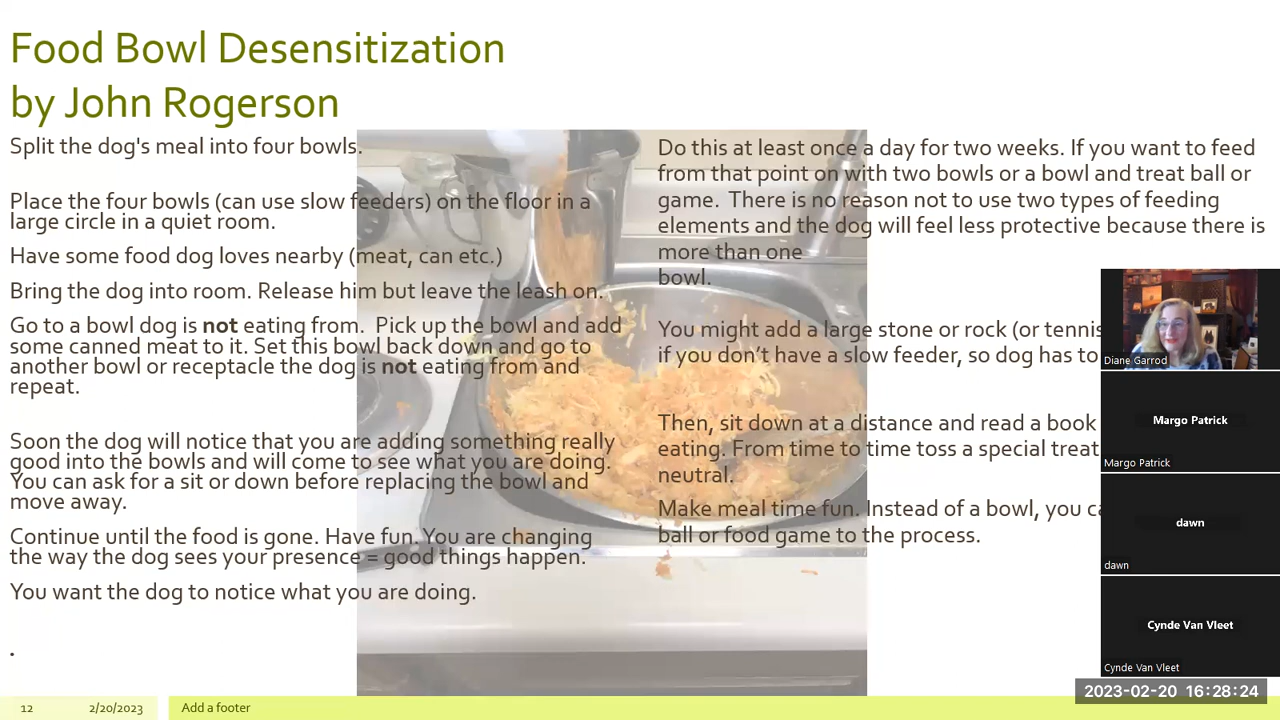 Food Bowl Desensitization
by John Rogerson
Split the dog's meal into four bowls.
Place the four bowls (can use slow feeders) on the floor in a
large circle in a quiet room.
Have some food dog loves nearby (meat, can etc.)
Bring the dog into room. Release him but leave the leash on.
Go to a bowl dog is not eating from. Pick up the bowl and add
some canned meat to it. Set this bowl back down and go to
another bowl or receptacle the dog is not eating from and
repeat.
Soon the dog will notice that you are adding something really
good into the bowls and will come to see what you are doing.
You can ask for a sit or down before replacing the bowl and
move away.
Continue until the food is gone. Have fun. You are changing
the way the dog sees your presence = good things happen.
You want the dog to notice what you are doing.
.
Do this at least once a day for two weeks. If you want to feed
from that point on with two bowls or a bowl and treat ball or
game. There is no reason not to use two types of feeding
elements and the dog will feel less protective because there is
more than one
bowl.
You might add a large stone or rock (or tennis
if you don't have a slow feeder, so dog has to
Then, sit down at a distance and read a book
eating. From time to time toss a special treat
neutral.
Make meal time fun. Instead of a bowl, you
ball or food game to the process.
Diane Garrod
Margo Patrick
Margo Patrick
dawn
dawn
Cynde Van Vleet
Cynde Van Vleet
2023-02-20 16:28:24
12
2/20/2023
Add a footer